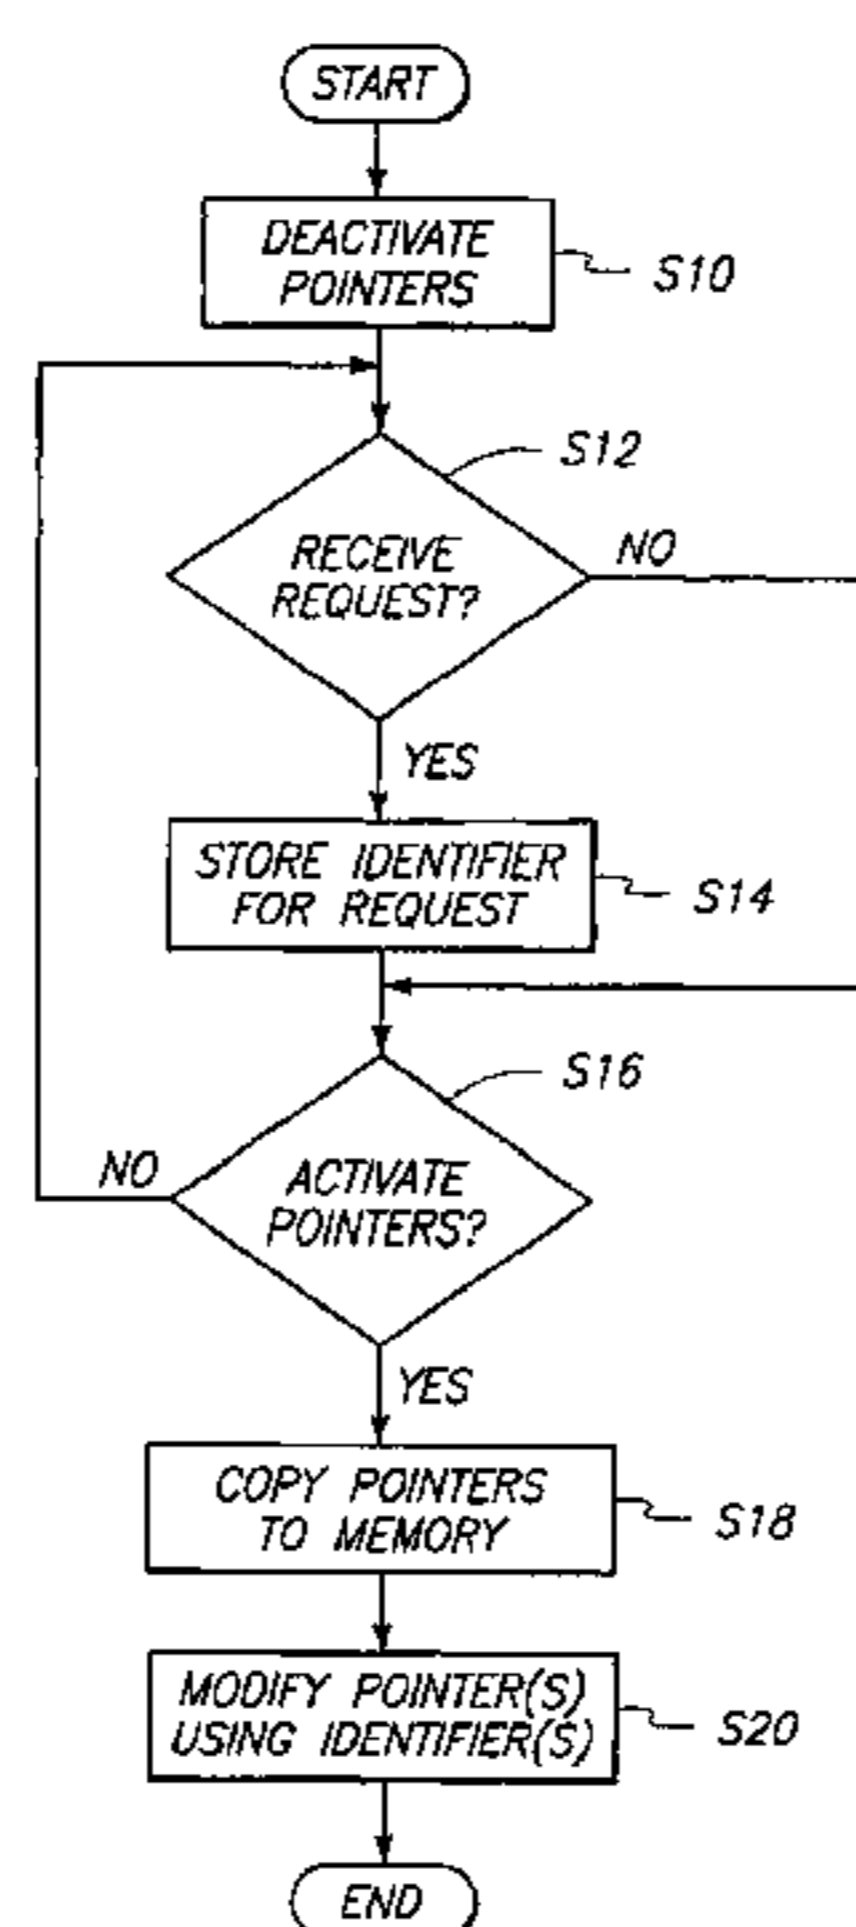 START
DEACTIVATE
POINTERS
S10
S12
RECEIVE
REQUEST?
NO
YES
STORE IDENTIFIER
FOR REQUEST
S14
S16
NO
ACTIVATE
POINTERS?
YES
COPY POINTERS
TO MEMORY
S18
MODIFY POINTER(S)
USING IDENTIFIER(S)
S20
END